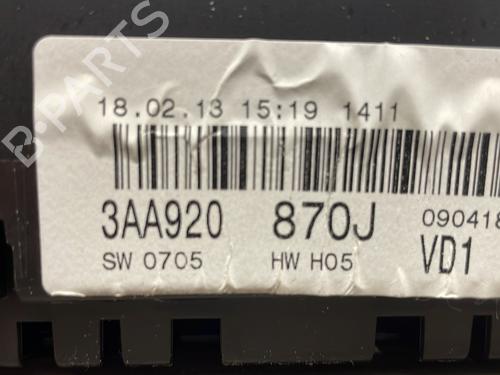 18.02.13 15:19 1411
3AA920 870J 090418
SW 0705 HW H05 VD1
B-PARTS